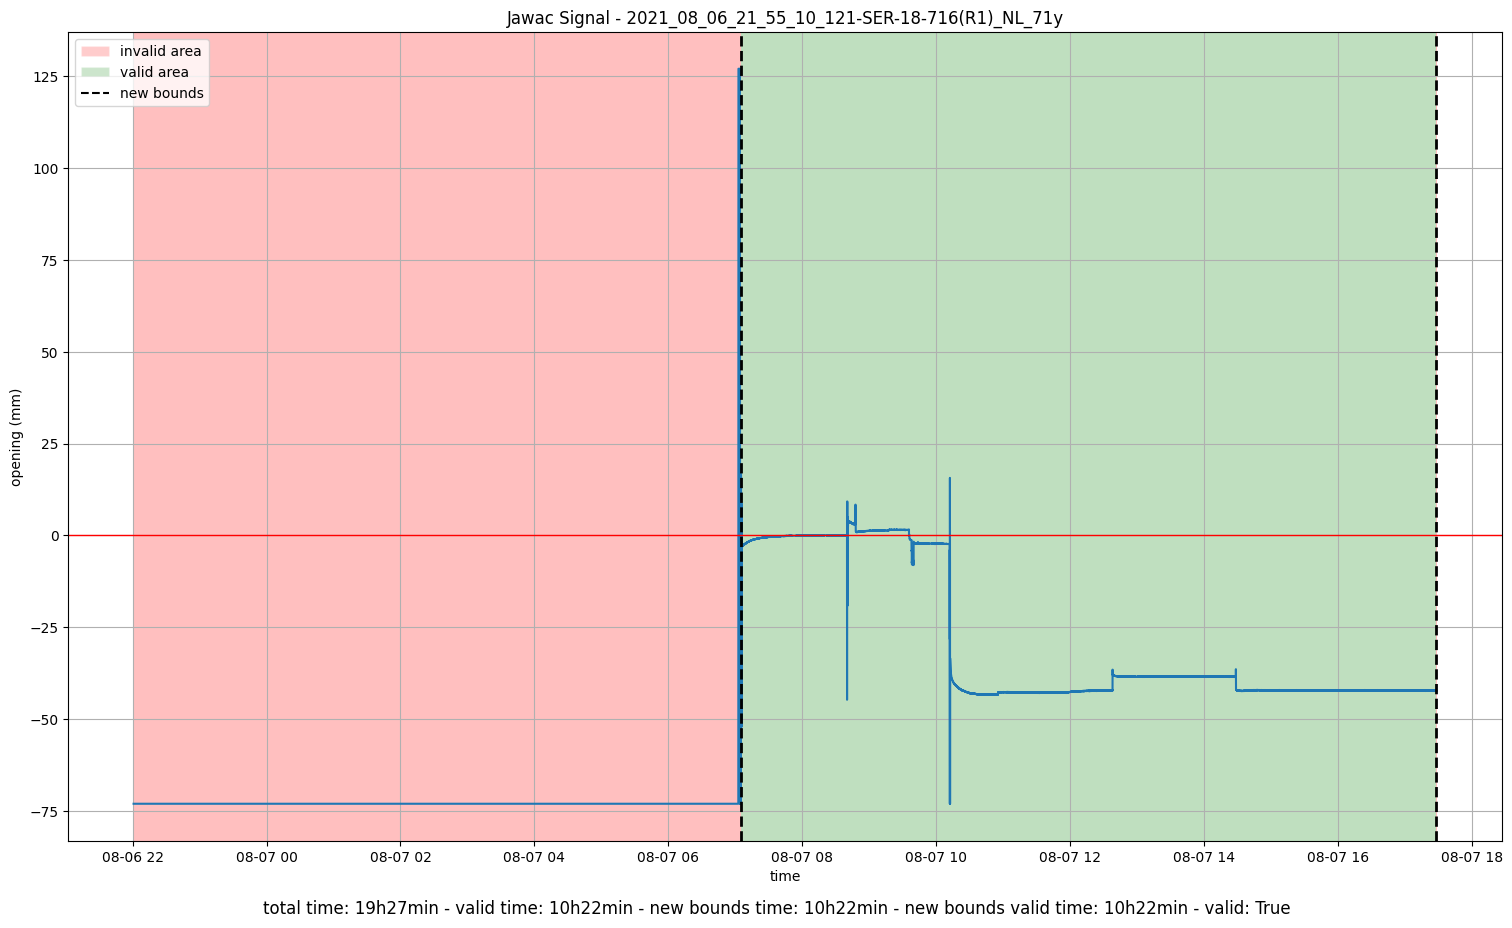 Jawac Signal - 2021_08_06_21_55_10_121-SER-18-716(R1)_NL_71y
invalid area
valid area
new bounds
125
100
75
50
25
0
−25
−50
−75
opening (mm)
08-06 22
08-07 00
08-07 02
08-07 04
08-07 06
08-07 08
08-07 10
08-07 12
08-07 14
08-07 16
08-07 18
time
total time: 19h27min - valid time: 10h22min - new bounds time: 10h22min - new bounds valid time: 10h22min - valid: True